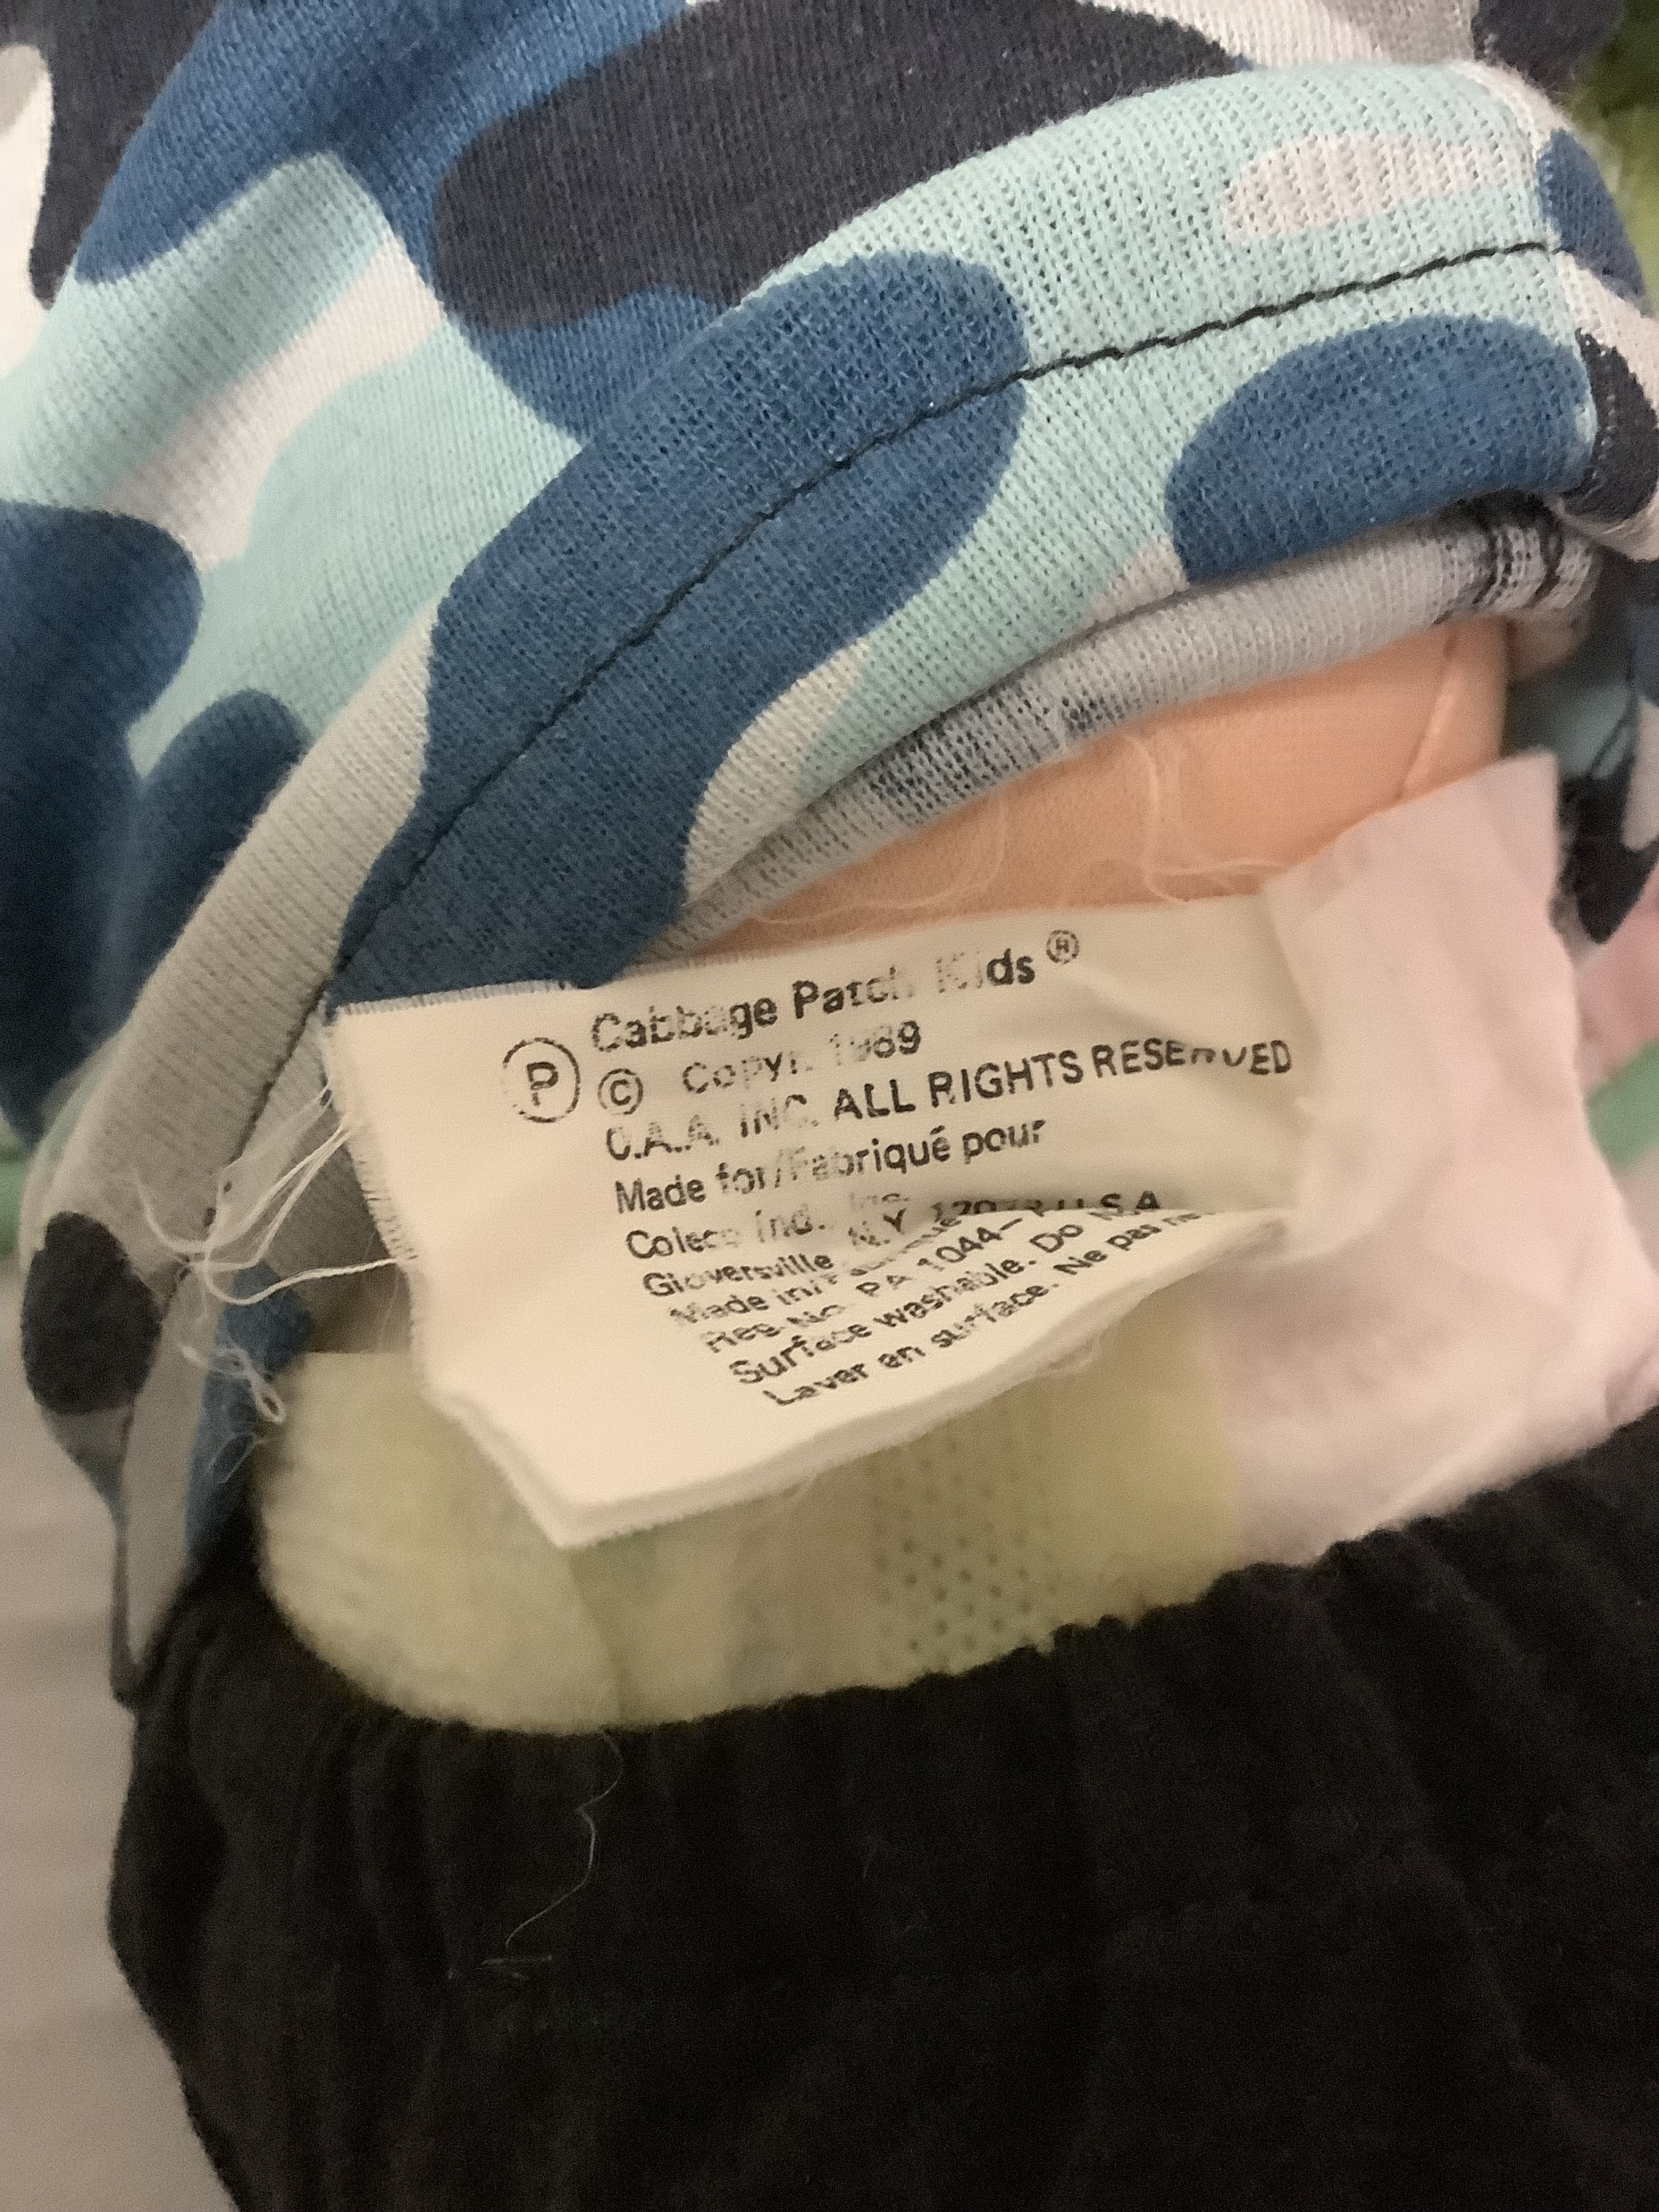 Cabbage Patch Kids ®
P © Copyr. 1989
O.A.A. INC. ALL RIGHTS RESERVED
Made for/Fabriqué pour
Coleco Ind., Inc.
Gloversville, N.Y. U.S.A
Made in/
Reg. No. PA 1044–
Surface washable. Do
Laver en surface. Ne pas